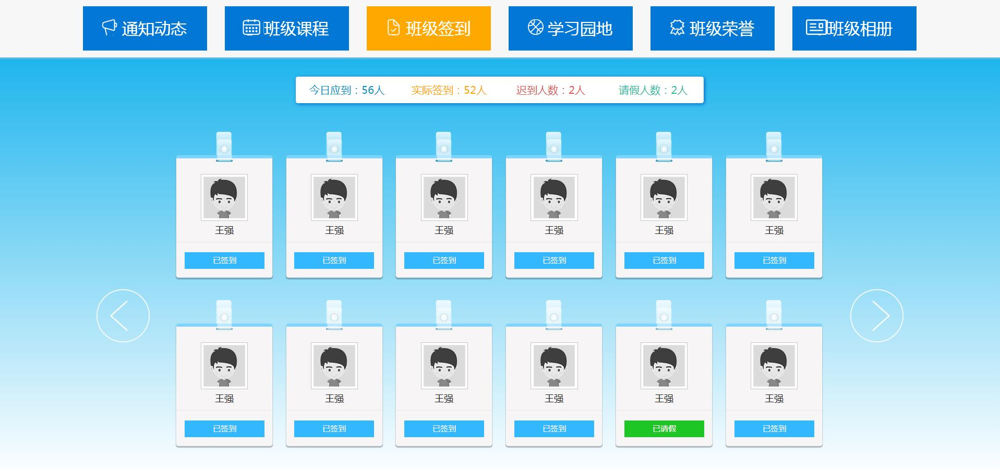 通知动态 班级课程 班级签到 学习园地 班级荣誉 班级相册
今日应到：56人 实际签到：52人 迟到人数：2人 请假人数：2人
王强 王强 王强 王强 王强 王强
已签到 已签到 已签到 已签到 已签到 已签到
王强 王强 王强 王强 王强 王强
已签到 已签到 已签到 已签到 已请假 已签到